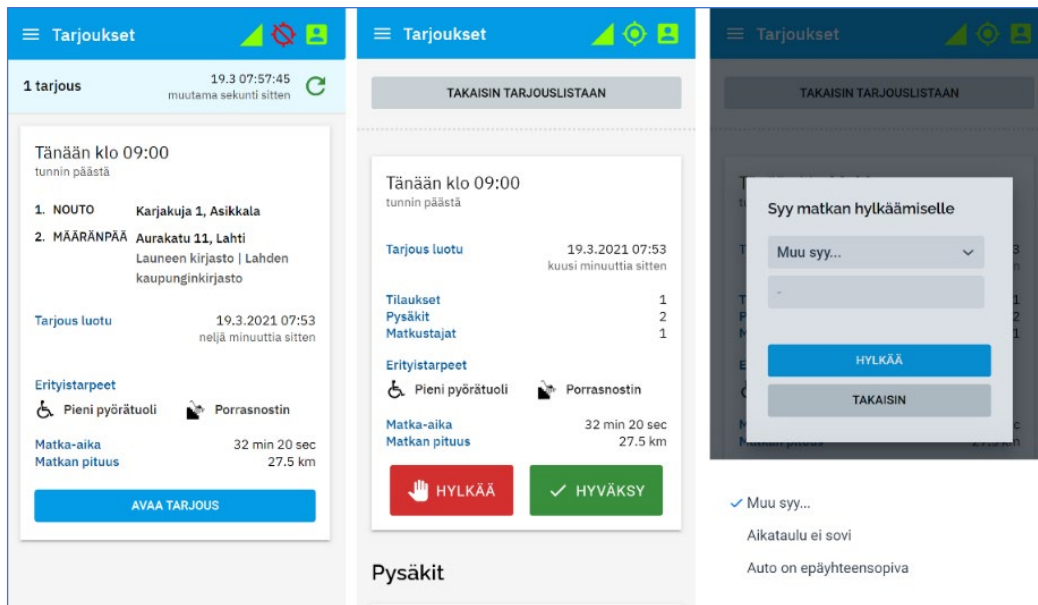 Tarjoukset
1 tarjous
19.3 07:57:45
muutama sekunti sitten
Tänään klo 09:00
tunnin päästä
1. NOUTO Karjakuja 1, Asikkala
2. MÄÄRÄNPÄÄ Aurakatu 11, Lahti
Launeen kirjasto | Lahden
kaupunginkirjasto
Tarjous luotu 19.3.2021 07:53
neljä minuuttia sitten
Erityistarpeet
Pieni pyörätuoli Porrasnostin
Matka-aika 32 min 20 sec
Matkan pituus 27.5 km
AVAA TARJOUS
Tarjoukset
TAKAISIN TARJOUSLISTAAN
Tänään klo 09:00
tunnin päästä
Tarjous luotu 19.3.2021 07:53
kuusi minuuttia sitten
Tilaukset 1
Pysäkit 2
Matkustajat 1
Erityistarpeet
Pieni pyörätuoli Porrasnostin
Matka-aika 32 min 20 sec
Matkan pituus 27.5 km
HYLKÄÄ HYVÄKSY
Pysäkit
Tarjoukset
TAKAISIN TARJOUSLISTAAN
Syy matkan hylkäämiselle
Muu syy...
-
HYLKÄÄ
TAKAISIN
Muu syy...
Aikataulu ei sovi
Auto on epäyhteensopiva